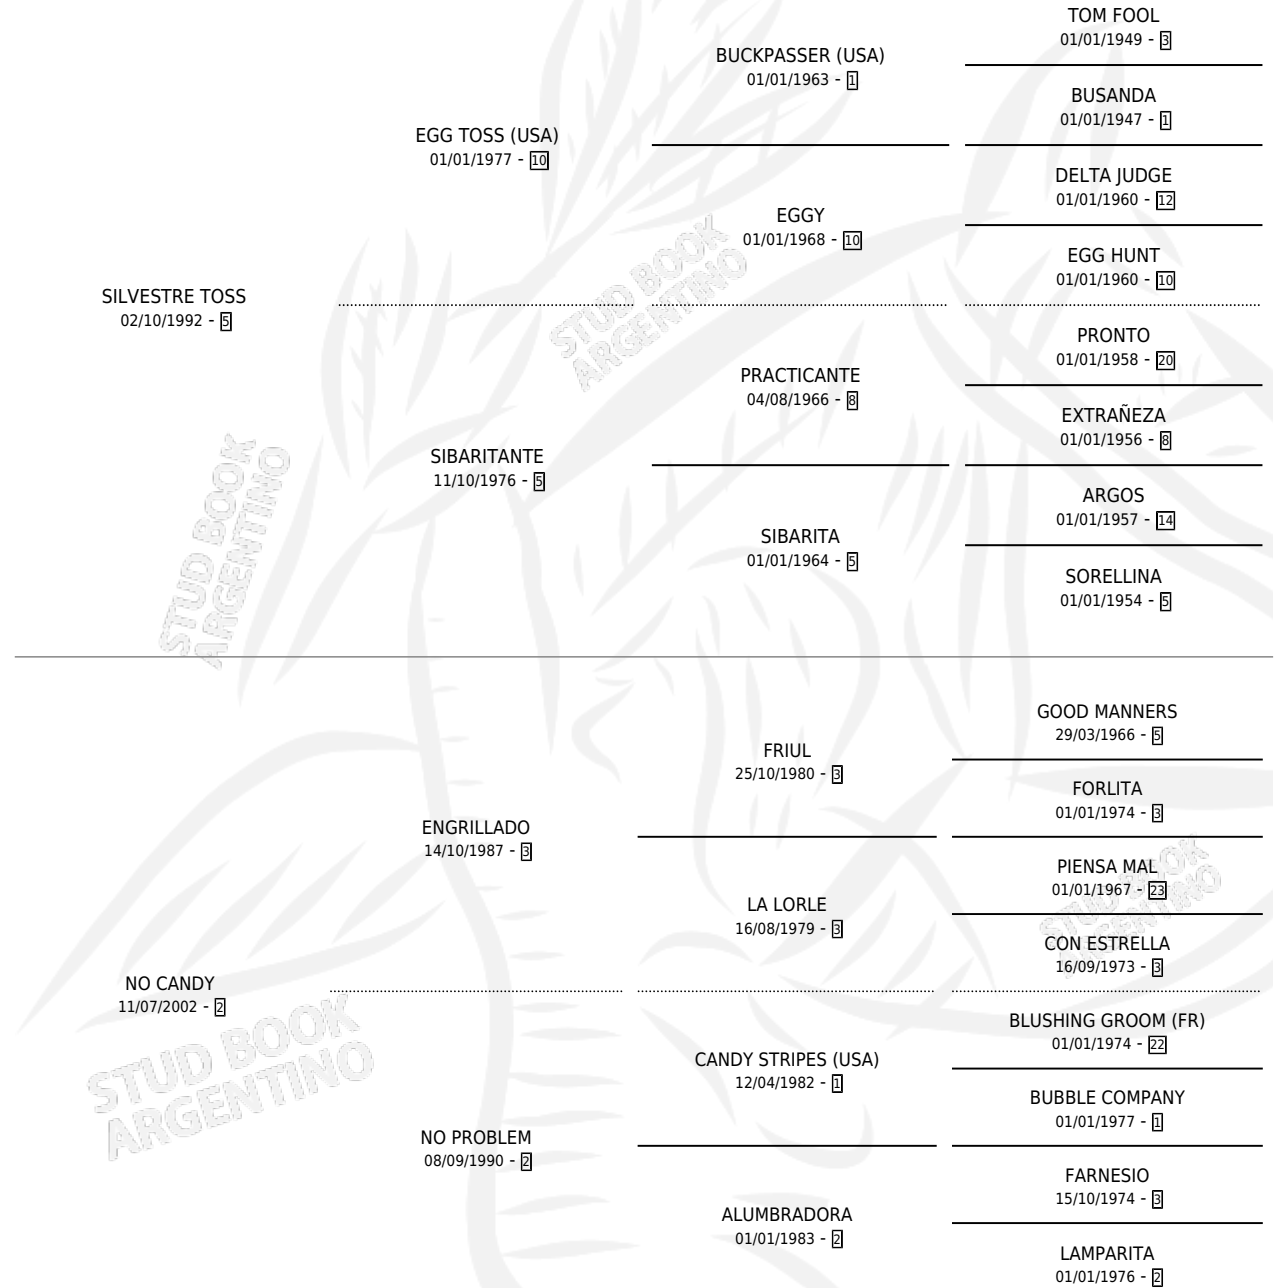 TOM FOOL
01/01/1949 - 3
BUCKPASSER (USA)
01/01/1963 - 1
BUSANDA
01/01/1947 - 1
EGG TOSS (USA)
01/01/1977 - 10
DELTA JUDGE
01/01/1960 - 12
EGGY
01/01/1968 - 10
EGG HUNT
01/01/1960 - 10
SILVESTRE TOSS
02/10/1992 - 5
PRONTO
01/01/1958 - 20
PRACTICANTE
04/08/1966 - 8
EXTRAÑEZA
01/01/1956 - 8
SIBARITANTE
11/10/1976 - 5
ARGOS
01/01/1957 - 14
SIBARITA
01/01/1964 - 5
SORELLINA
01/01/1954 - 5
GOOD MANNERS
29/03/1966 - 5
FRIUL
25/10/1980 - 3
FORLITA
01/01/1974 - 3
ENGRILLADO
14/10/1987 - 3
PIENSA MAL
01/01/1967 - 23
LA LORLE
16/08/1979 - 3
CON ESTRELLA
16/09/1973 - 3
NO CANDY
11/07/2002 - 2
BLUSHING GROOM (FR)
01/01/1974 - 22
CANDY STRIPES (USA)
12/04/1982 - 1
BUBBLE COMPANY
01/01/1977 - 1
NO PROBLEM
08/09/1990 - 2
FARNESIO
15/10/1974 - 3
ALUMBRADORA
01/01/1983 - 2
LAMPARITA
01/01/1976 - 2
STUD BOOK
ARGENTINO
STUD BOOK
ARGENTINO
STUD BOOK
ARGENTINO
STUD BOOK
ARGENTINO